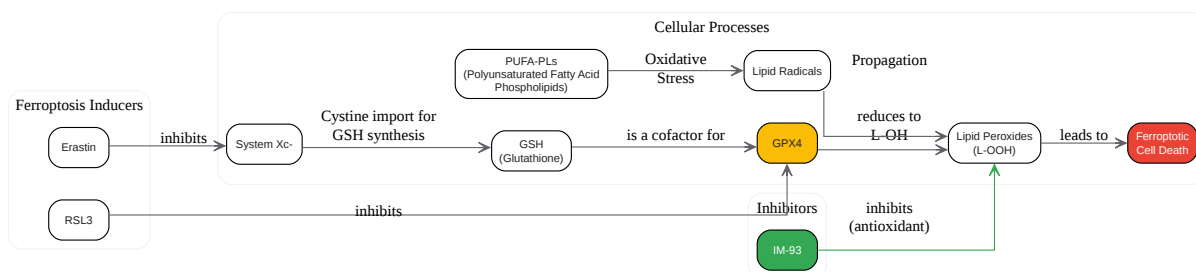 Cellular Processes
PUFA-PLs
(Polyunsaturated Fatty Acid
Phospholipids)
Oxidative
Stress
Lipid Radicals
Propagation
Ferroptosis Inducers
Erastin
inhibits
System Xc-
Cystine import for
GSH synthesis
GSH
(Glutathione)
is a cofactor for
GPX4
reduces to
L-OH
Lipid Peroxides
(L-OOH)
leads to
Ferroptotic
Cell Death
RSL3
inhibits
Inhibitors
IM-93
inhibits
(antioxidant)